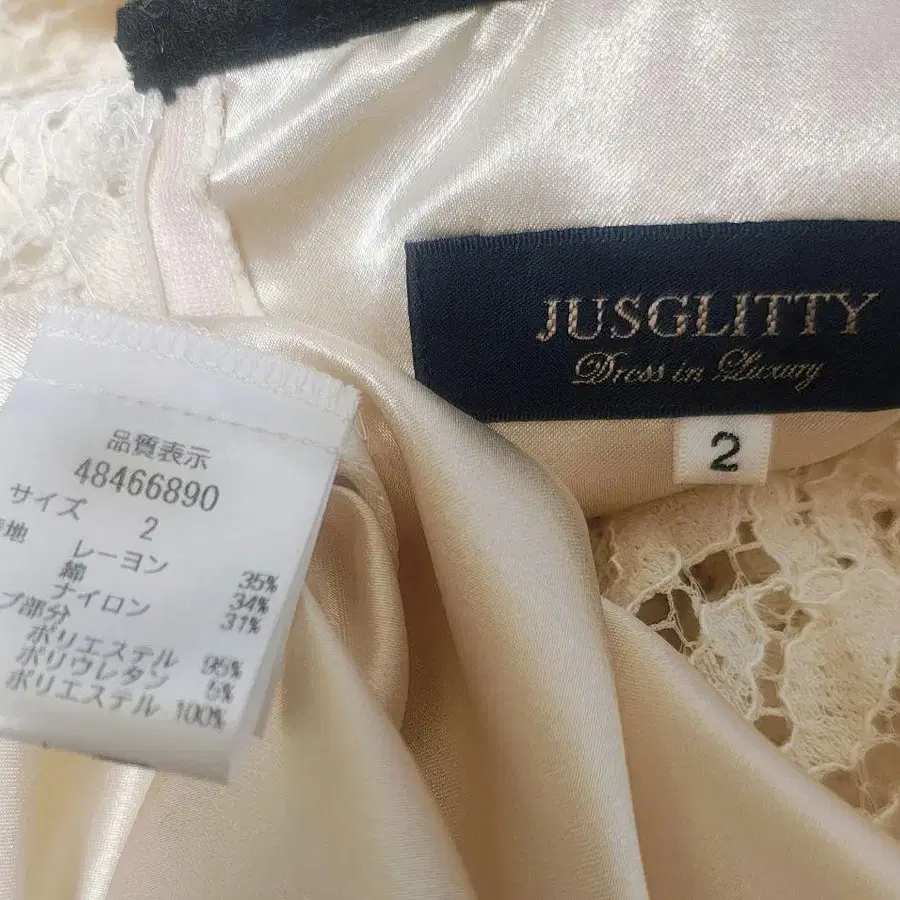 JUSGLITTY
Dress in Luxury
2
品質表示
48466890
サイズ 2
地 レーヨン 35%
綿 34%
ナイロン 31%
プ部分
ポリエステル 95%
ポリウレタン 5%
ポリエステル 100%